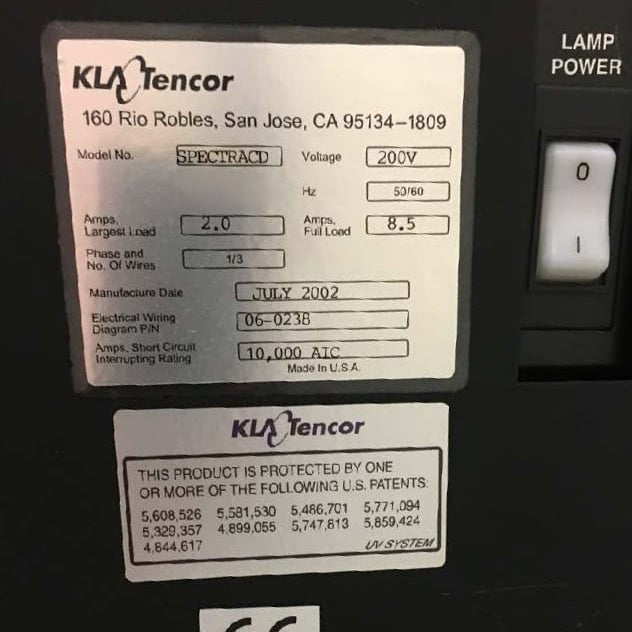 KLA Tencor
160 Rio Robles, San Jose, CA 95134-1809
Model No. SPECTRACD Voltage 200V
Hz 50/60
Amps, Largest Load 2.0 Amps, Full Load 8.5
Phase and No. Of Wires 1/3
Manufacture Date JULY 2002
Electrical Wiring Diagram P/N 06-023B
Amps, Short Circuit Interrupting Rating 10,000 AIC
Made In U.S.A.
LAMP
POWER
O
I
KLA Tencor
THIS PRODUCT IS PROTECTED BY ONE
OR MORE OF THE FOLLOWING U.S. PATENTS:
5,608,526 5,581,530 5,486,701 5,771,094
5,329,357 4,899,055 5,747,813 5,859,424
4,844,617 UV SYSTEM
CE